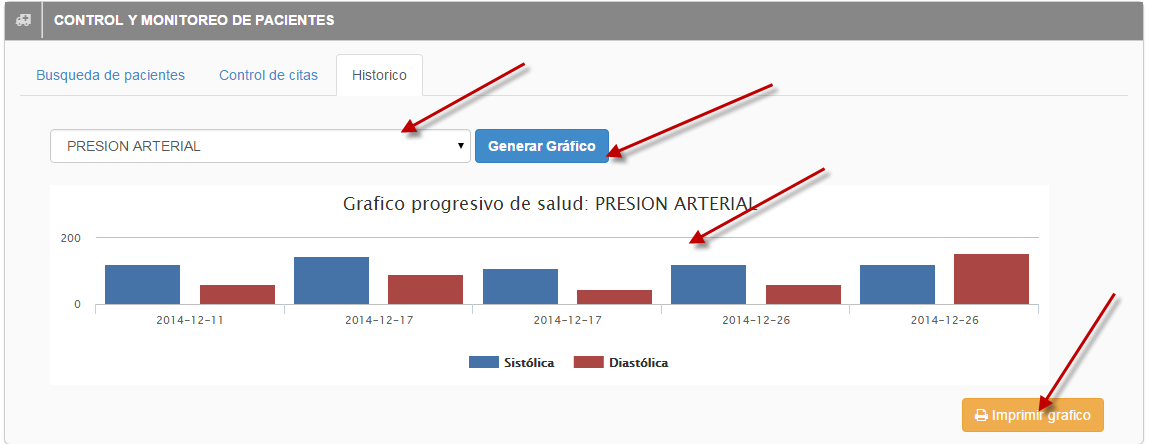 CONTROL Y MONITOREO DE PACIENTES
Busqueda de pacientes Control de citas Historico
PRESION ARTERIAL Generar Gráfico
Grafico progresivo de salud: PRESION ARTERIAL
200
0
2014-12-11 2014-12-17 2014-12-17 2014-12-26 2014-12-26
Sistólica Diastólica
Imprimir grafico